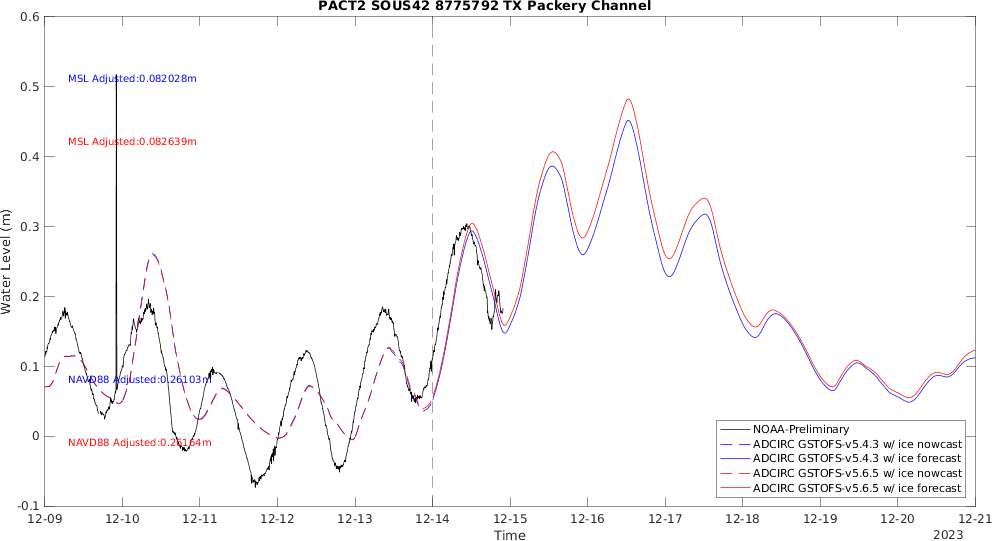 PACT2 SOUS42 8775792 TX Packery Channel
0.6
0.5
0.4
0.3
0.2
0.1
0
-0.1
Water Level (m)
MSL Adjusted:0.082028m
MSL Adjusted:0.082639m
NAVD88 Adjusted:0.26103m
NAVD88 Adjusted:0.26164m
NOAA-Preliminary
ADCIRC GSTOFS-v5.4.3 w/ ice nowcast
ADCIRC GSTOFS-v5.4.3 w/ ice forecast
ADCIRC GSTOFS-v5.6.5 w/ ice nowcast
ADCIRC GSTOFS-v5.6.5 w/ ice forecast
12-09 12-10 12-11 12-12 12-13 12-14 12-15 12-16 12-17 12-18 12-19 12-20 12-21
Time
2023